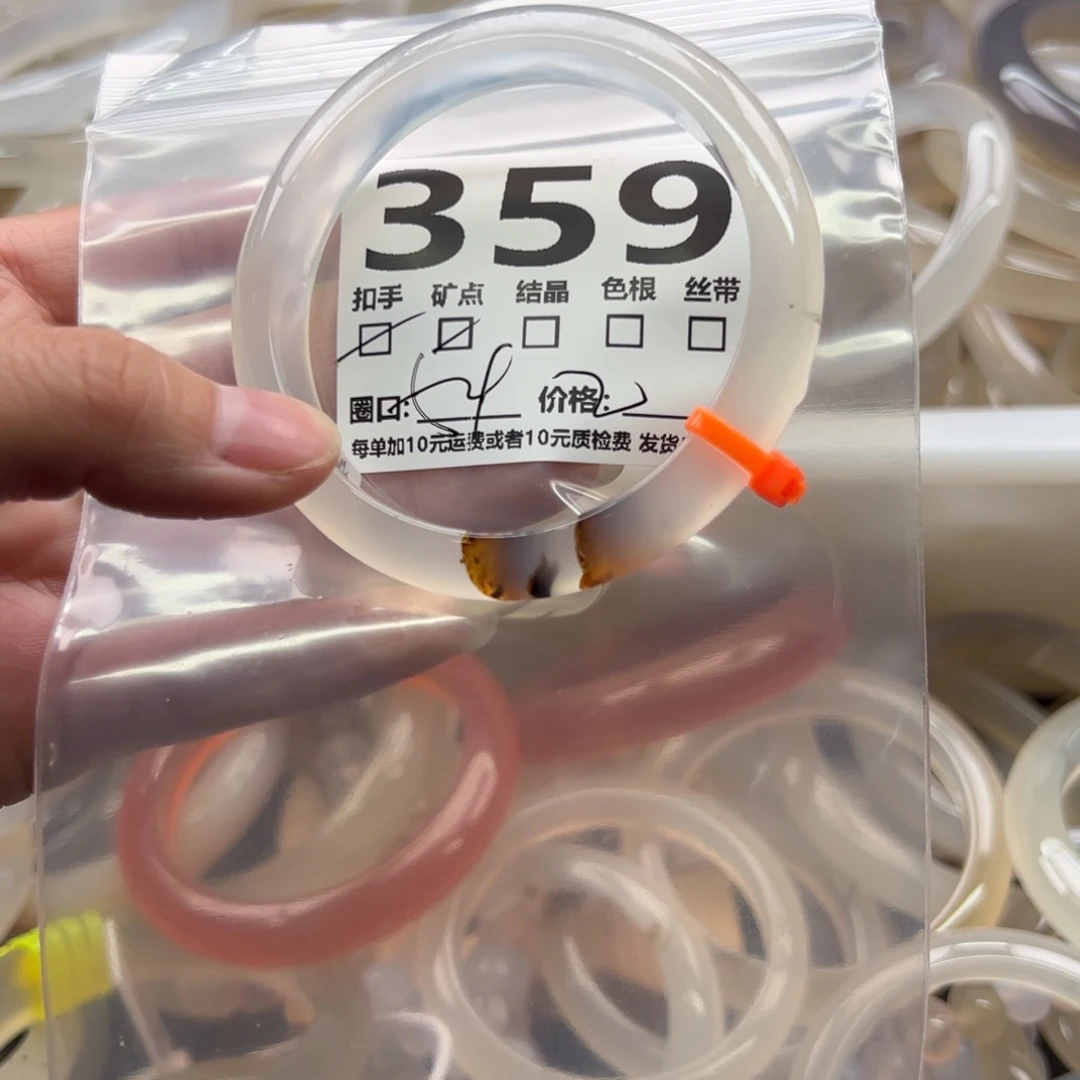 359
扣手 矿点 结晶 色根 丝带
圈口: 54 价格:
每单加10元运费或者10元质检费 发货